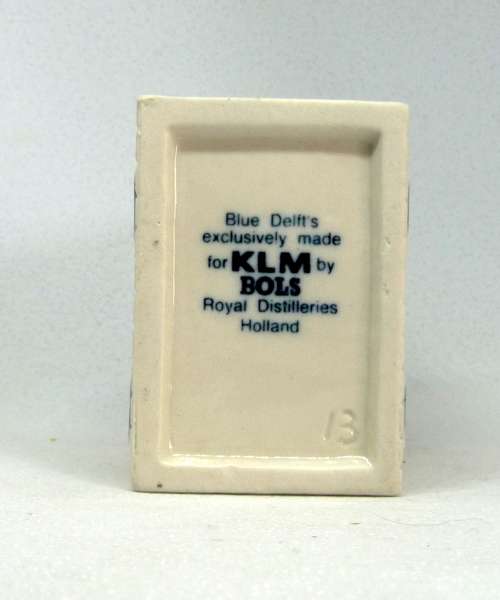 Blue Delft's
exclusively made
for KLM by
BOLS
Royal Distilleries
Holland
13